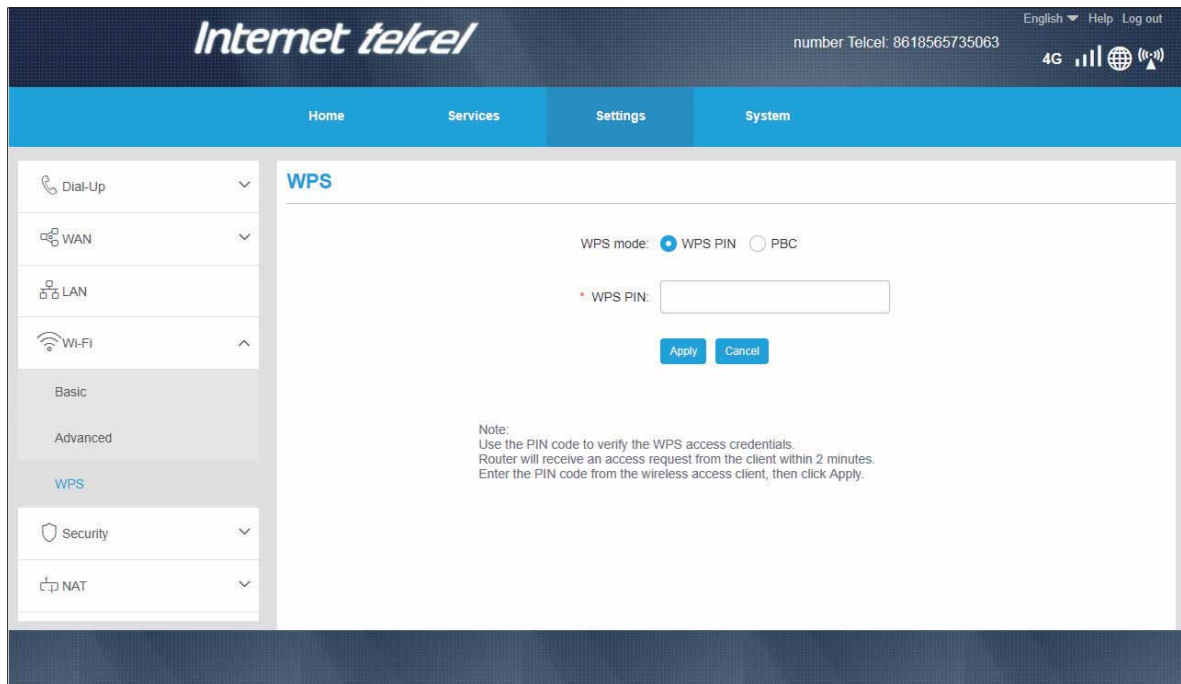 Internet telcel
English Help Log out
number Telcel: 8618565735063
4G
Home Services Settings System
Dial-Up
WAN
LAN
Wi-Fi
Basic
Advanced
WPS
Security
NAT
WPS
WPS mode: WPS PIN PBC
* WPS PIN:
Apply Cancel
Note:
Use the PIN code to verify the WPS access credentials.
Router will receive an access request from the client within 2 minutes.
Enter the PIN code from the wireless access client, then click Apply.